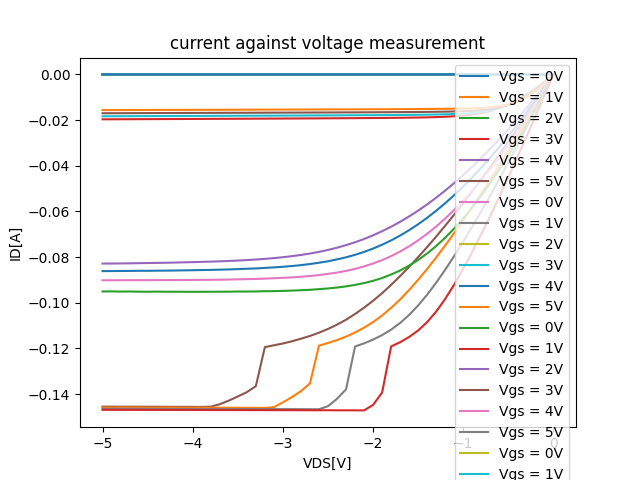 current against voltage measurement
ID[A]
0.00
−0.02
−0.04
−0.06
−0.08
−0.10
−0.12
−0.14
Vgs = 0V
Vgs = 1V
Vgs = 2V
Vgs = 3V
Vgs = 4V
Vgs = 5V
Vgs = 0V
Vgs = 1V
Vgs = 2V
Vgs = 3V
Vgs = 4V
Vgs = 5V
Vgs = 0V
Vgs = 1V
Vgs = 2V
Vgs = 3V
Vgs = 4V
Vgs = 5V
Vgs = 0V
Vgs = 1V
−5 −4 −3 −2 −1 0
VDS[V]